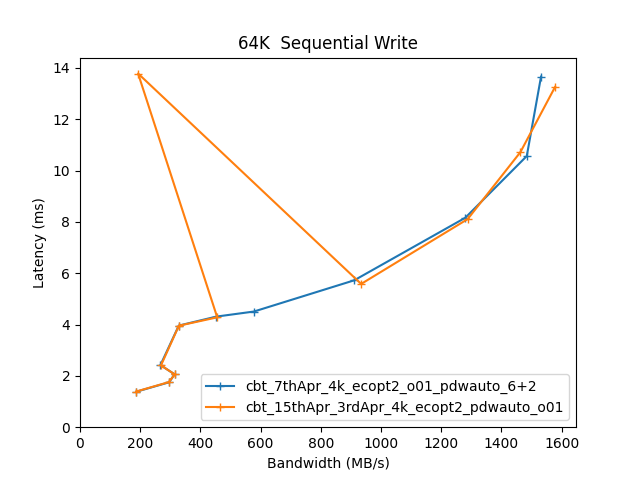 64K  Sequential Write
Latency (ms)
14
12
10
8
6
4
2
0
0 200 400 600 800 1000 1200 1400 1600
Bandwidth (MB/s)
cbt_7thApr_4k_ecopt2_o01_pdwauto_6+2
cbt_15thApr_3rdApr_4k_ecopt2_pdwauto_o01